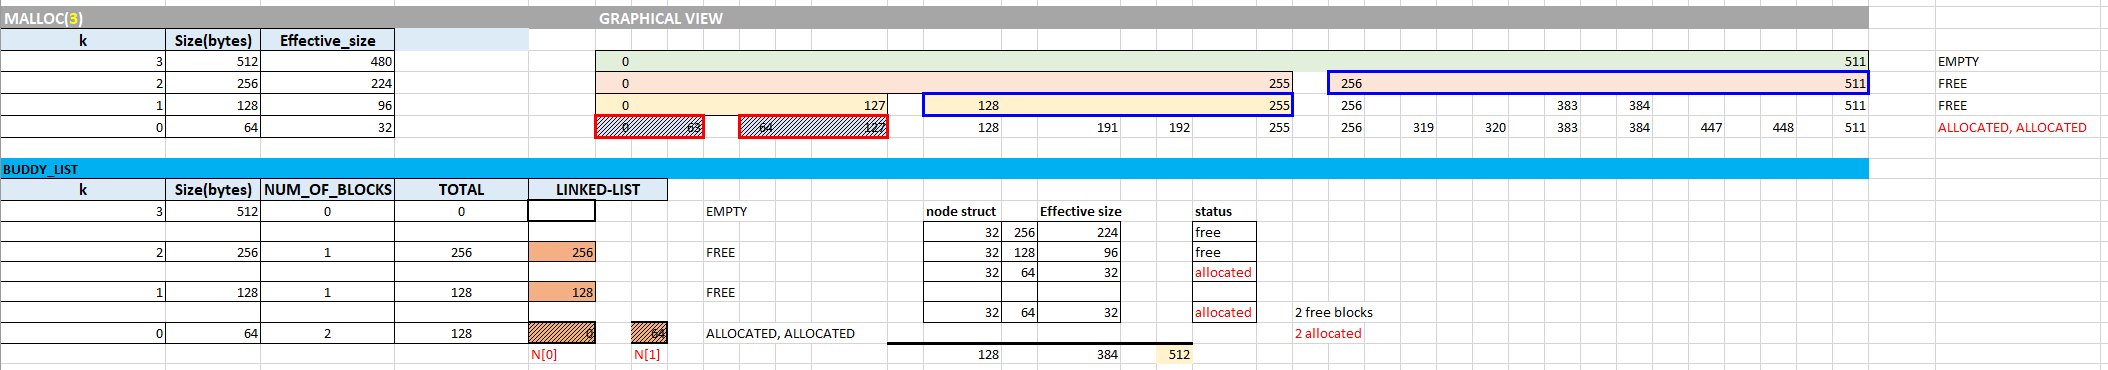 MALLOC(3) GRAPHICAL VIEW
k Size(bytes) Effective_size
3 512 480 0 511 EMPTY
2 256 224 0 255 256 511 FREE
1 128 96 0 127 128 255 256 383 384 511 FREE
0 64 32 0 63 64 127 128 191 192 255 256 319 320 383 384 447 448 511 ALLOCATED, ALLOCATED
BUDDY_LIST
k Size(bytes) NUM_OF_BLOCKS TOTAL LINKED-LIST
3 512 0 0 EMPTY node struct Effective size status
32 256 224 free
2 256 1 256 256 FREE 32 128 96 free
32 64 32 allocated
1 128 1 128 128 FREE
32 64 32 allocated 2 free blocks
0 64 2 128 0 64 ALLOCATED, ALLOCATED 2 allocated
N[0] N[1] 128 384 512